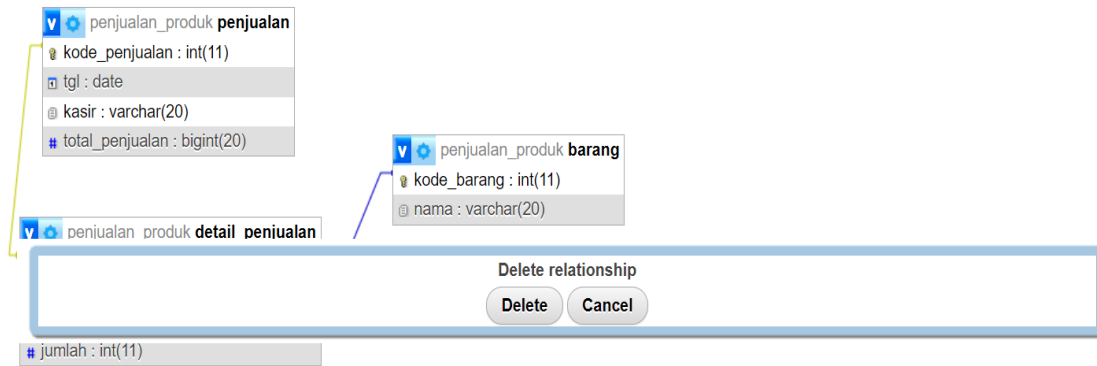 v penjualan_produk penjualan
kode_penjualan : int(11)
tgl : date
kasir : varchar(20)
# total_penjualan : bigint(20)
v penjualan_produk barang
kode_barang : int(11)
nama : varchar(20)
v penjualan_produk detail_penjualan
Delete relationship
Delete Cancel
# jumlah : int(11)